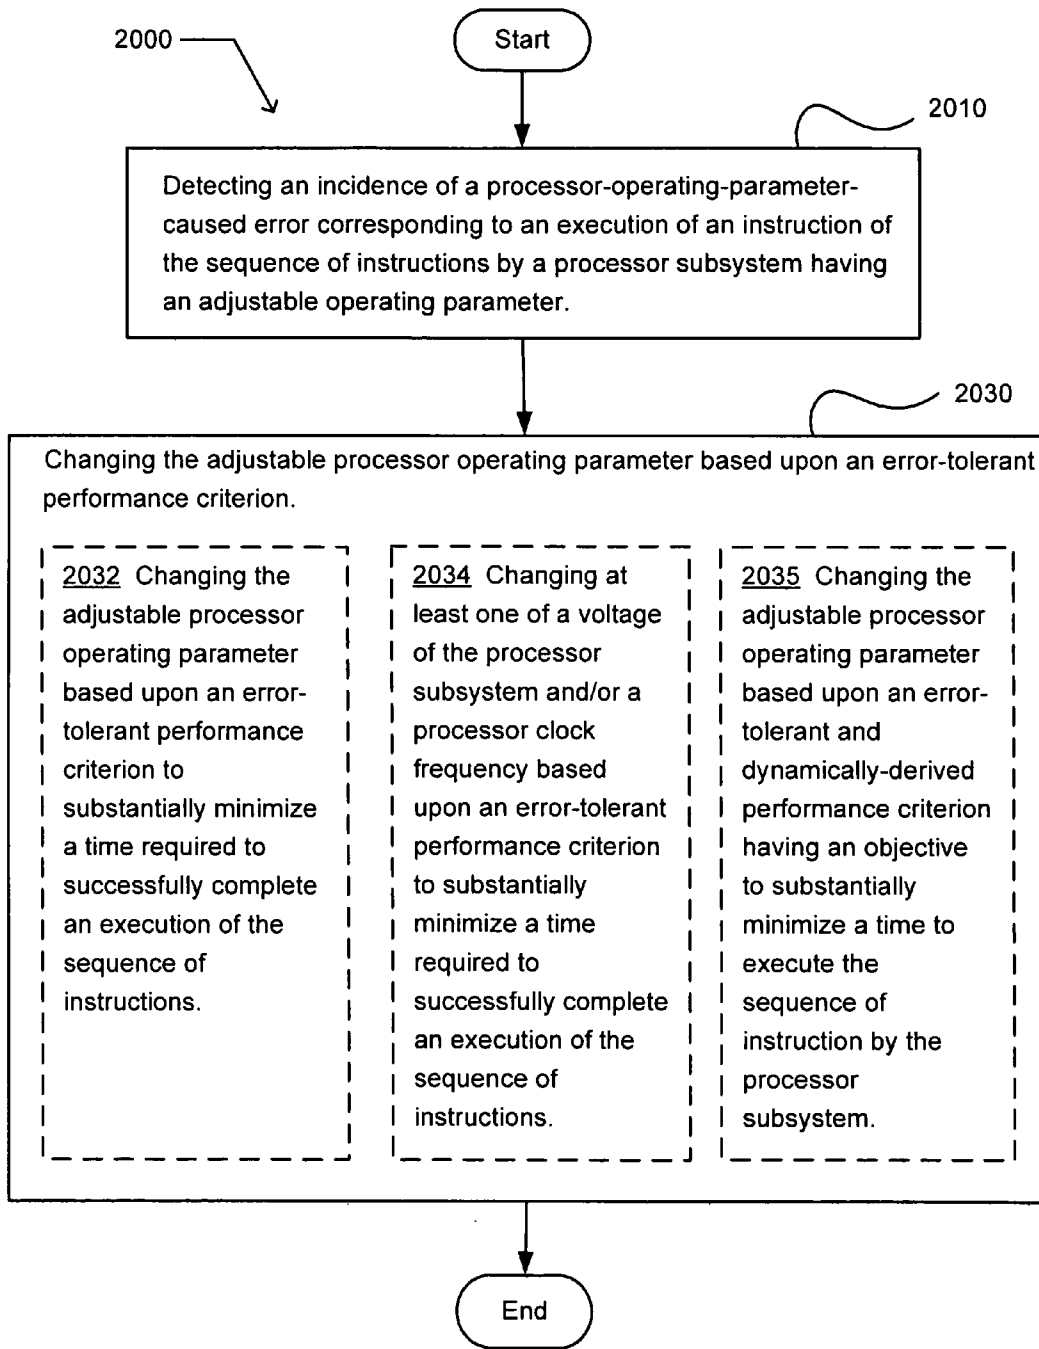 2000
Start
2010
Detecting an incidence of a processor-operating-parameter-
caused error corresponding to an execution of an instruction of
the sequence of instructions by a processor subsystem having
an adjustable operating parameter.
2030
Changing the adjustable processor operating parameter based upon an error-tolerant
performance criterion.
2032 Changing the
adjustable processor
operating parameter
based upon an error-
tolerant performance
criterion to
substantially minimize
a time required to
successfully complete
an execution of the
sequence of
instructions.
2034 Changing at
least one of a voltage
of the processor
subsystem and/or a
processor clock
frequency based
upon an error-tolerant
performance criterion
to substantially
minimize a time
required to
successfully complete
an execution of the
sequence of
instructions.
2035 Changing the
adjustable processor
operating parameter
based upon an error-
tolerant and
dynamically-derived
performance criterion
having an objective
to substantially
minimize a time to
execute the
sequence of
instruction by the
processor
subsystem.
End